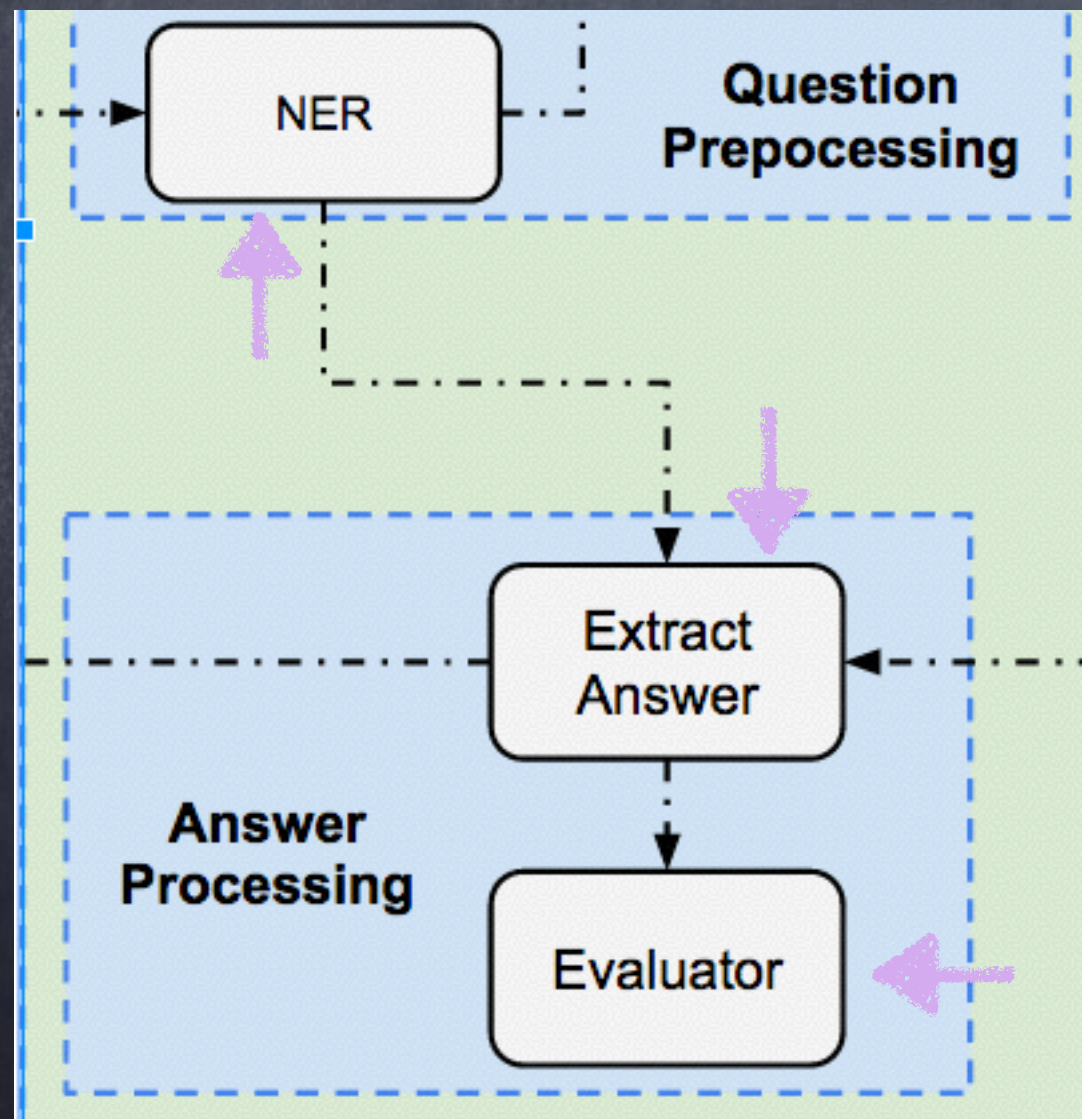 NER
Question
Prepocessing
Extract
Answer
Answer
Processing
Evaluator